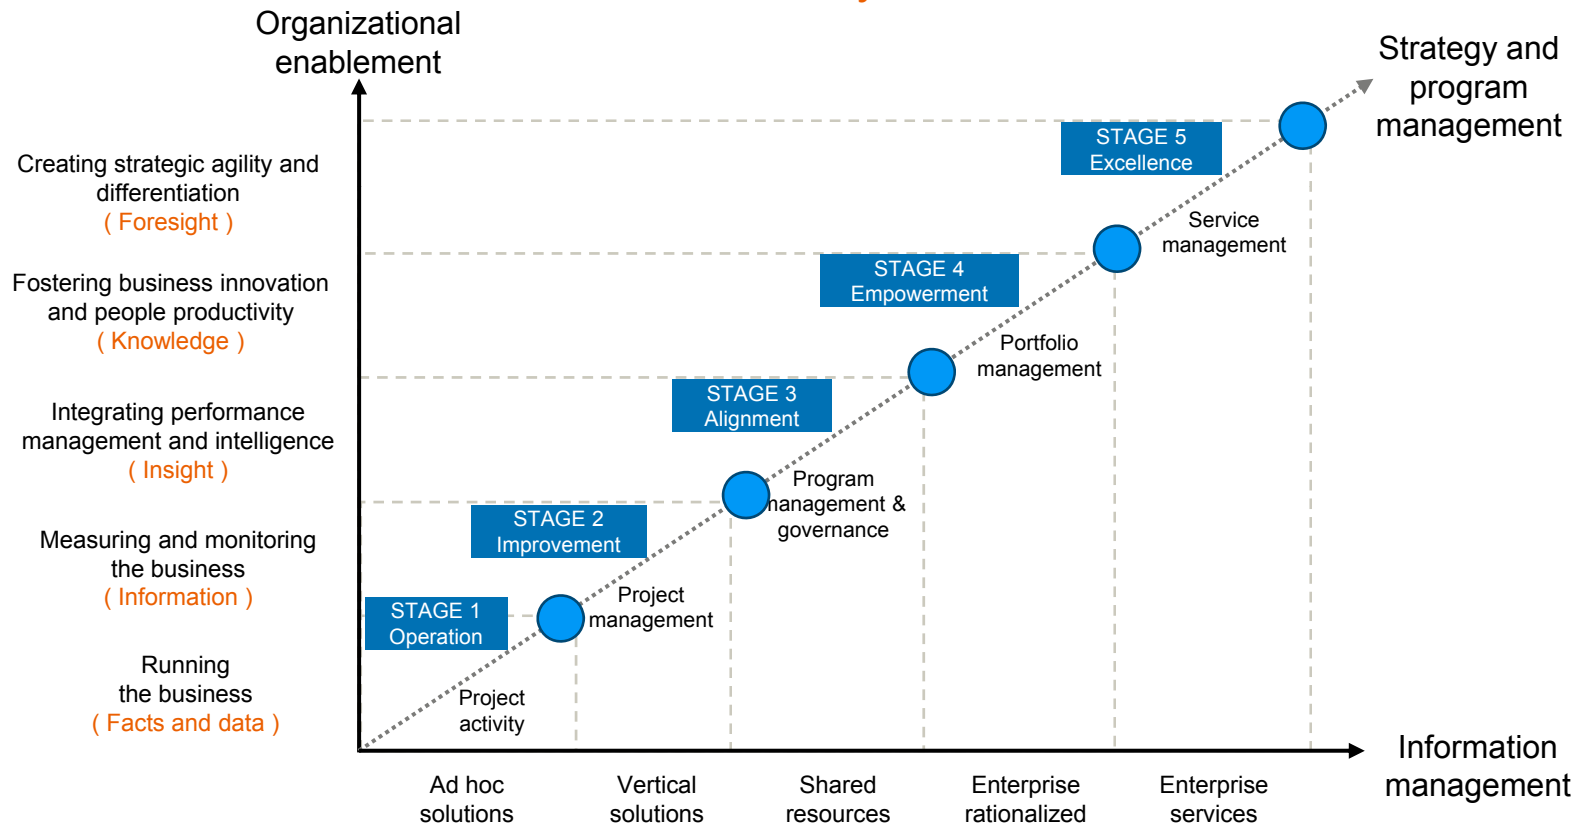 Organizational
enablement
Strategy and
program
management
STAGE 5
Excellence
Creating strategic agility and
differentiation
( Foresight )
Service
management
STAGE 4
Empowerment
Fostering business innovation
and people productivity
( Knowledge )
Portfolio
management
STAGE 3
Alignment
Integrating performance
management and intelligence
( Insight )
Program
management &
governance
STAGE 2
Improvement
Measuring and monitoring
the business
( Information )
Project
management
STAGE 1
Operation
Running
the business
( Facts and data )
Project
activity
Information
management
Ad hoc
solutions
Vertical
solutions
Shared
resources
Enterprise
rationalized
Enterprise
services